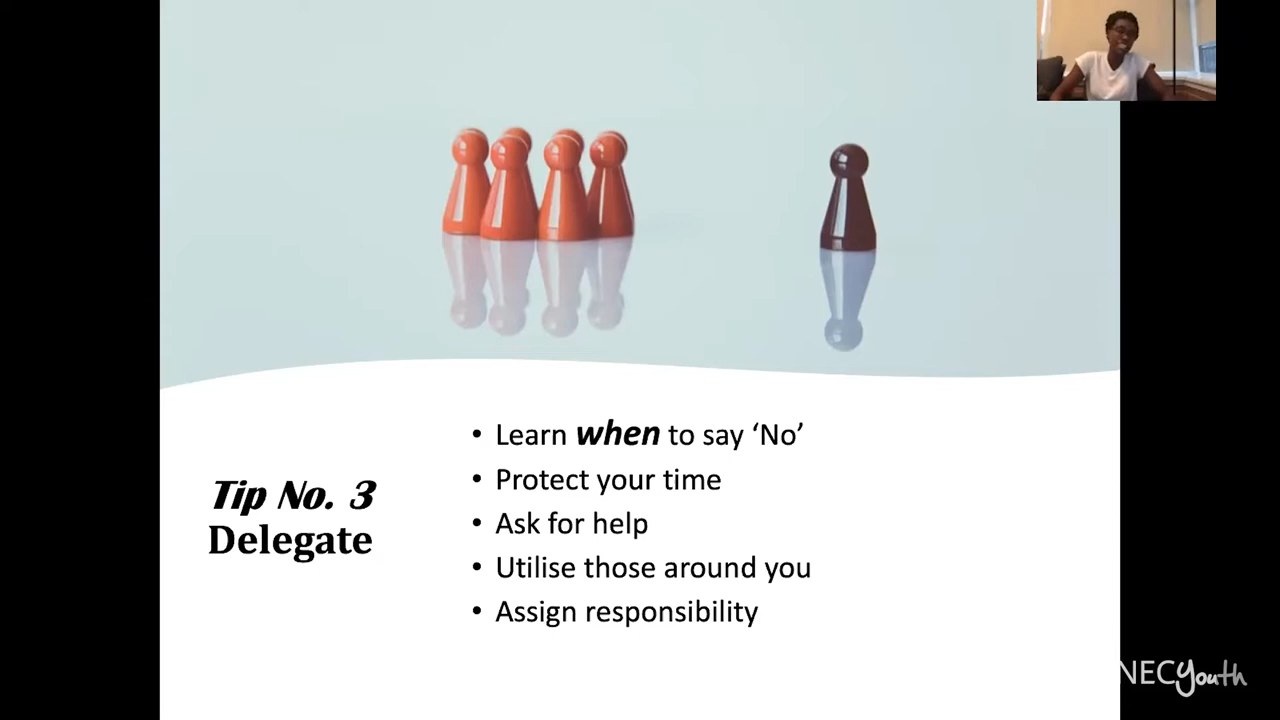 Tip No. 3
Delegate
• Learn when to say ‘No’
• Protect your time
• Ask for help
• Utilise those around you
• Assign responsibility
NECyouth